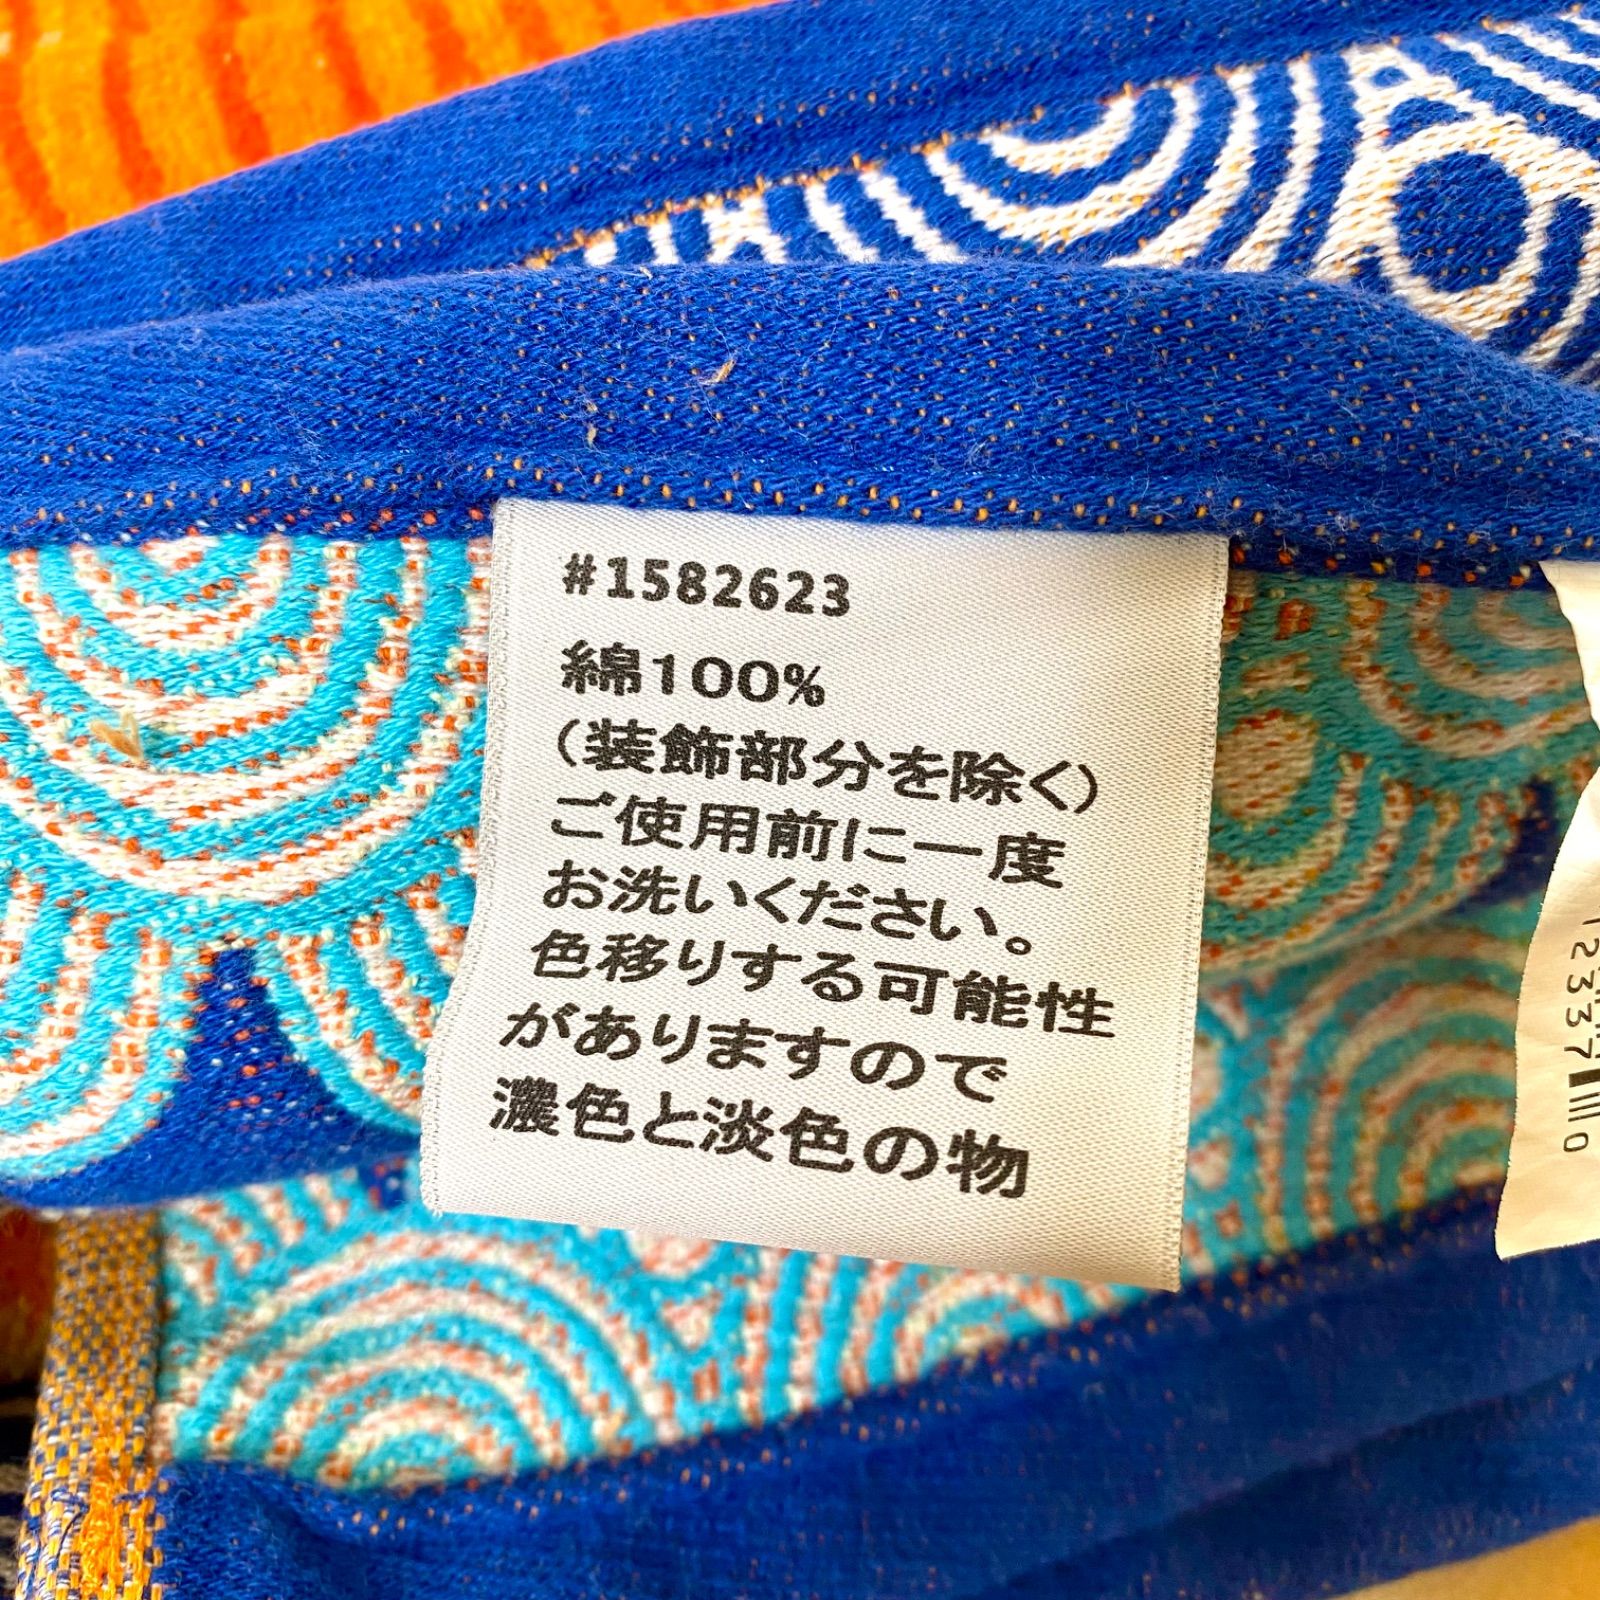 #1582623
綿100%
(装飾部分を除く)
ご使用前に一度
お洗いください。
色移りする可能性
がありますので
濃色と淡色の物
12337
0